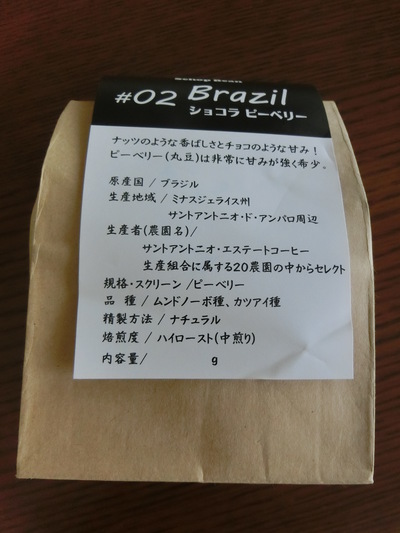 #02 Brazil
ショコラ ピーベリー
ナッツのような香ばしさとチョコのような甘み！
ピーベリー(丸豆)は非常に甘みが強く希少。
原産国 / ブラジル
生産地域 / ミナスジェライス州
サントアントニオ・ド・アンパロ周辺
生産者(農園名)/
サントアントニオ・エステートコーヒー
生産組合に属する20農園の中からセレクト
規格・スクリーン /ピーベリー
品 種 / ムンドノーボ種、カツアイ種
精製方法 / ナチュラル
焙煎度 / ハイロースト(中煎り)
内容量/ g